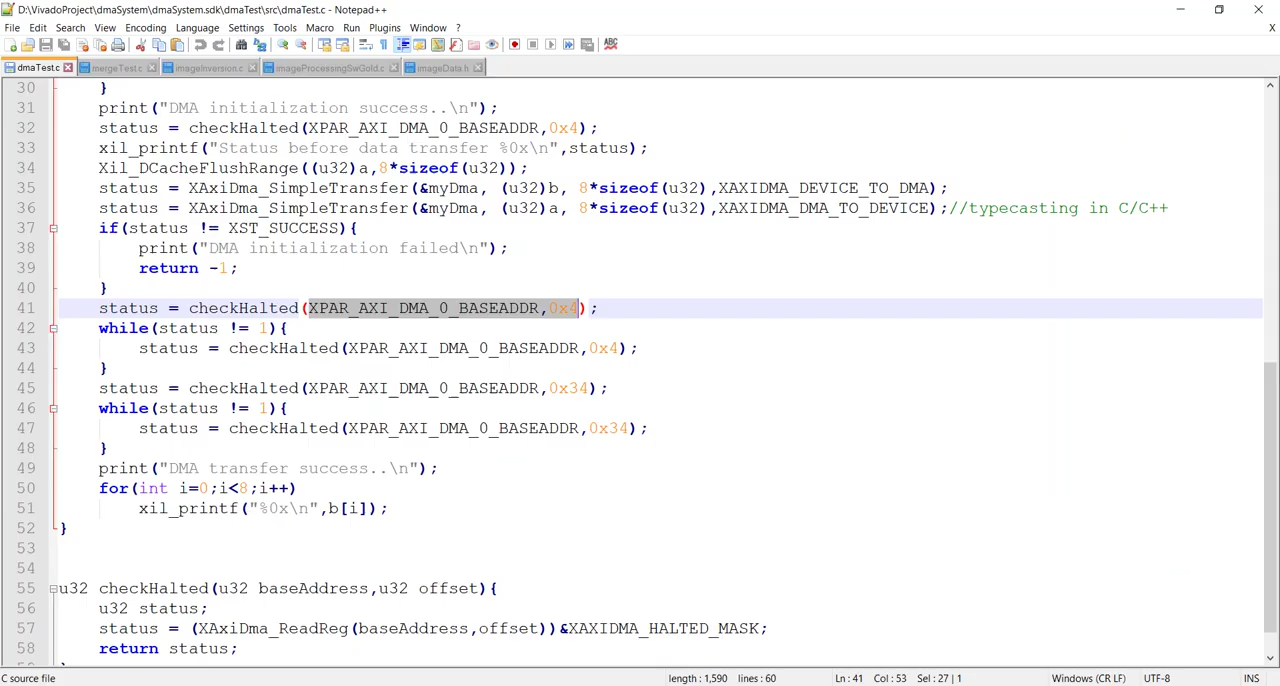 D:\VivadoProject\dmaSystem\dmaSystem.sdk\dmaTest\src\dmaTest.c - Notepad++
File Edit Search View Encoding Language Settings Tools Macro Run Plugins Window ?
X
ABC
dmaTest.c mergeTest.c imageInversion.c imageProcessingSwGold.c imageData.h
30 }
31 print("DMA initialization success..\n");
32 status = checkHalted(XPAR_AXI_DMA_0_BASEADDR,0x4);
33 xil_printf("Status before data transfer %0x\n",status);
34 Xil_DCacheFlushRange((u32)a,8*sizeof(u32));
35 status = XAxiDma_SimpleTransfer(&myDma, (u32)b, 8*sizeof(u32),XAXIDMA_DEVICE_TO_DMA);
36 status = XAxiDma_SimpleTransfer(&myDma, (u32)a, 8*sizeof(u32),XAXIDMA_DMA_TO_DEVICE);//typecasting in C/C++
37 if(status != XST_SUCCESS){
38 print("DMA initialization failed\n");
39 return -1;
40 }
41 status = checkHalted(XPAR_AXI_DMA_0_BASEADDR,0x4);
42 while(status != 1){
43 status = checkHalted(XPAR_AXI_DMA_0_BASEADDR,0x4);
44 }
45 status = checkHalted(XPAR_AXI_DMA_0_BASEADDR,0x34);
46 while(status != 1){
47 status = checkHalted(XPAR_AXI_DMA_0_BASEADDR,0x34);
48 }
49 print("DMA transfer success..\n");
50 for(int i=0;i<8;i++)
51 xil_printf("%0x\n",b[i]);
52 }
53
54
55 u32 checkHalted(u32 baseAddress,u32 offset){
56 u32 status;
57 status = (XAxiDma_ReadReg(baseAddress,offset))&XAXIDMA_HALTED_MASK;
58 return status;
C source file length : 1,590 lines : 60 Ln : 41 Col : 53 Sel : 27 | 1 Windows (CR LF) UTF-8 INS